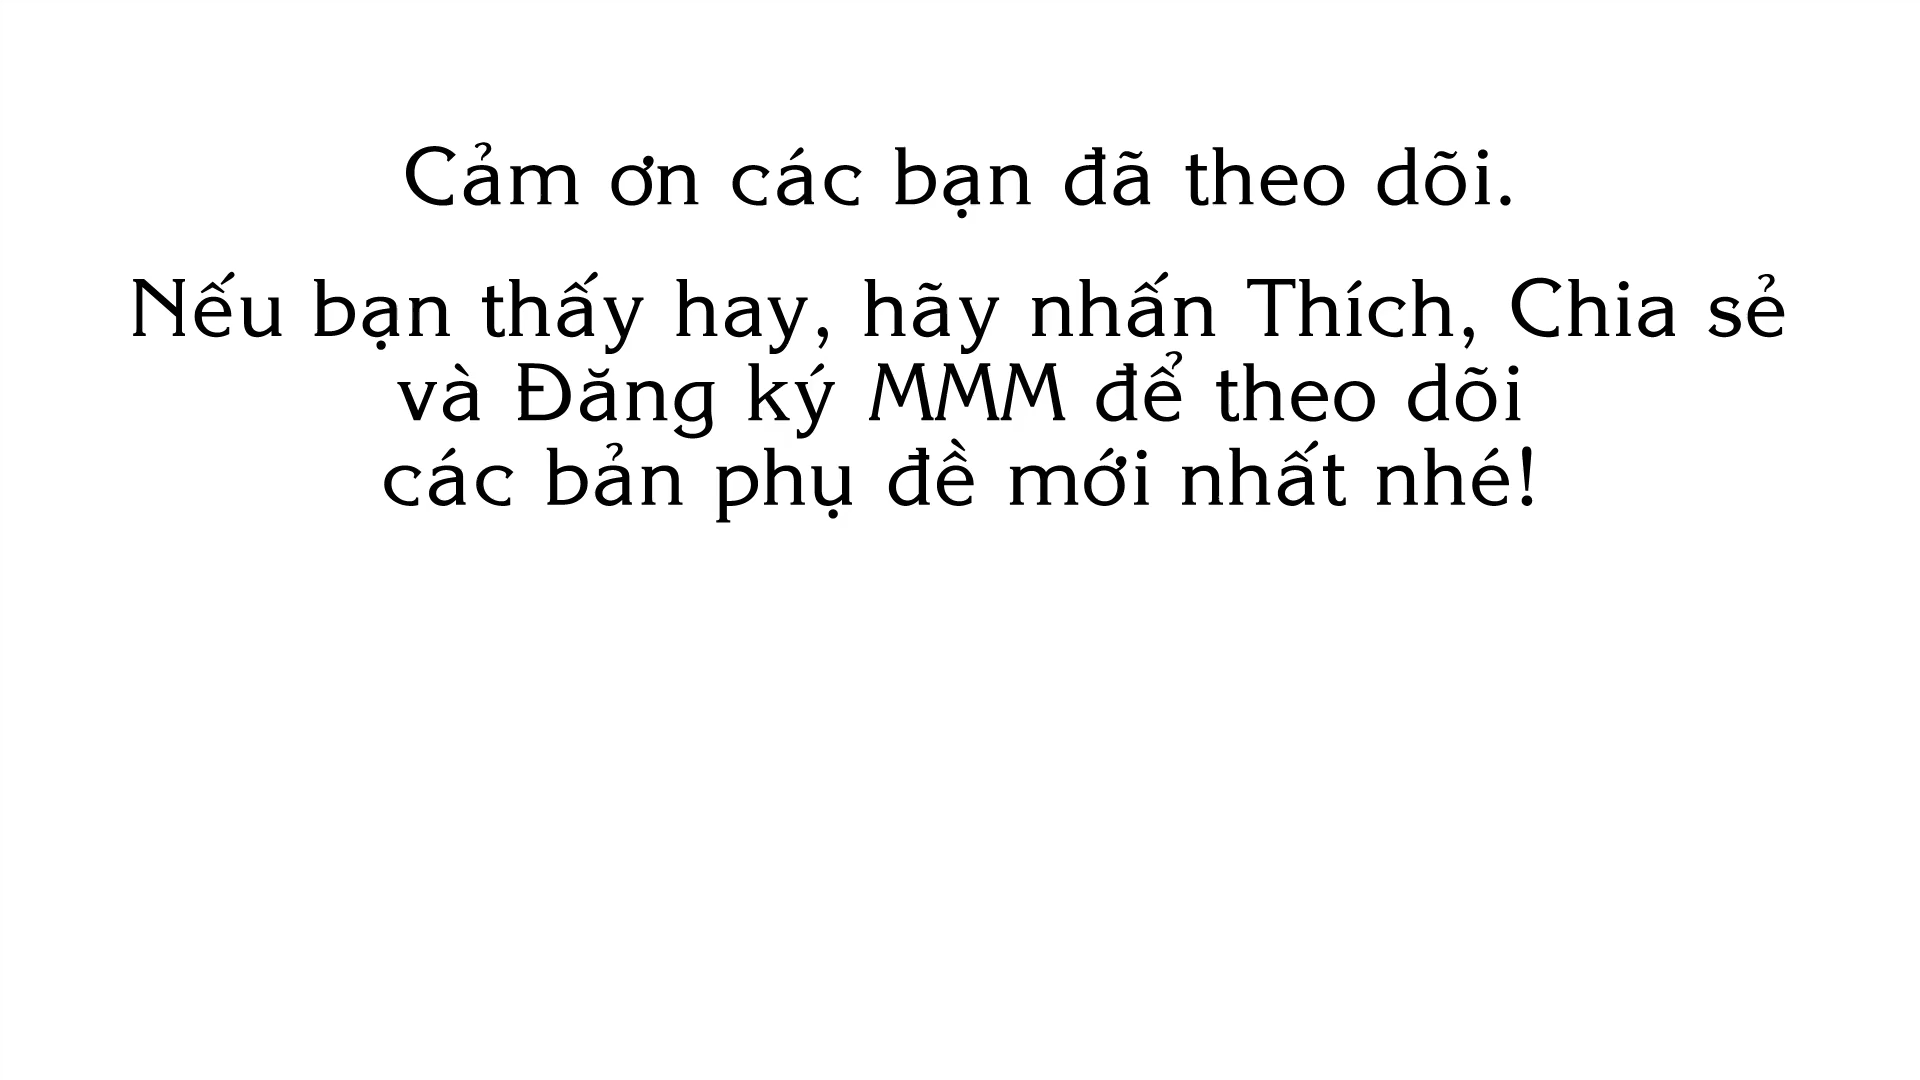 Cảm ơn các bạn đã theo dõi.
Nếu bạn thấy hay, hãy nhấn Thích, Chia sẻ
và Đăng ký MMM để theo dõi
các bản phụ đề mới nhất nhé!